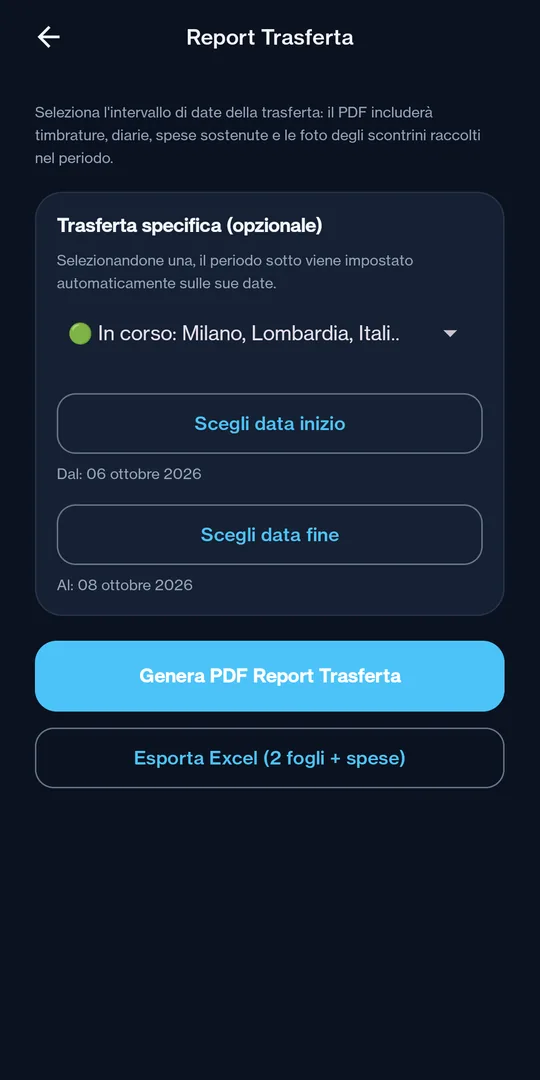 Report Trasferta
Seleziona l'intervallo di date della trasferta: il PDF includerà
timbrature, diarie, spese sostenute e le foto degli scontrini raccolti
nel periodo.
Trasferta specifica (opzionale)
Selezionandone una, il periodo sotto viene impostato
automaticamente sulle sue date.
🟢 In corso: Milano, Lombardia, Itali..
Scegli data inizio
Dal: 06 ottobre 2026
Scegli data fine
Al: 08 ottobre 2026
Genera PDF Report Trasferta
Esporta Excel (2 fogli + spese)